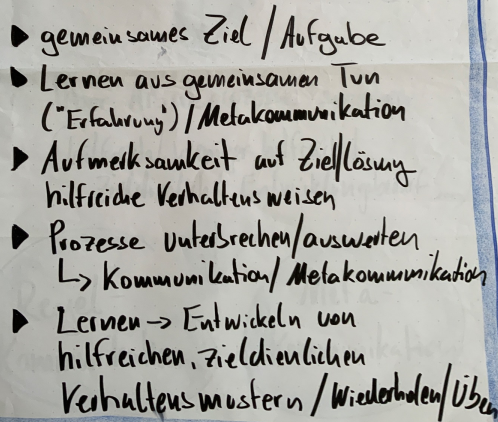 ▶ gemeinsames Ziel / Aufgabe
▶ Lernen aus gemeinsamen Tun
("Erfahrung") / Metakommunikation
▶ Aufmerksamkeit auf Ziel/lösung
hilfreiche Verhaltensweisen
▶ Prozesse unterbrechen/auswerten
↳ Kommunikation / Metakommunikation
▶ Lernen → Entwickeln von
hilfreichen, zieldienlichen
Verhaltensmustern / Wiederholen / Üben